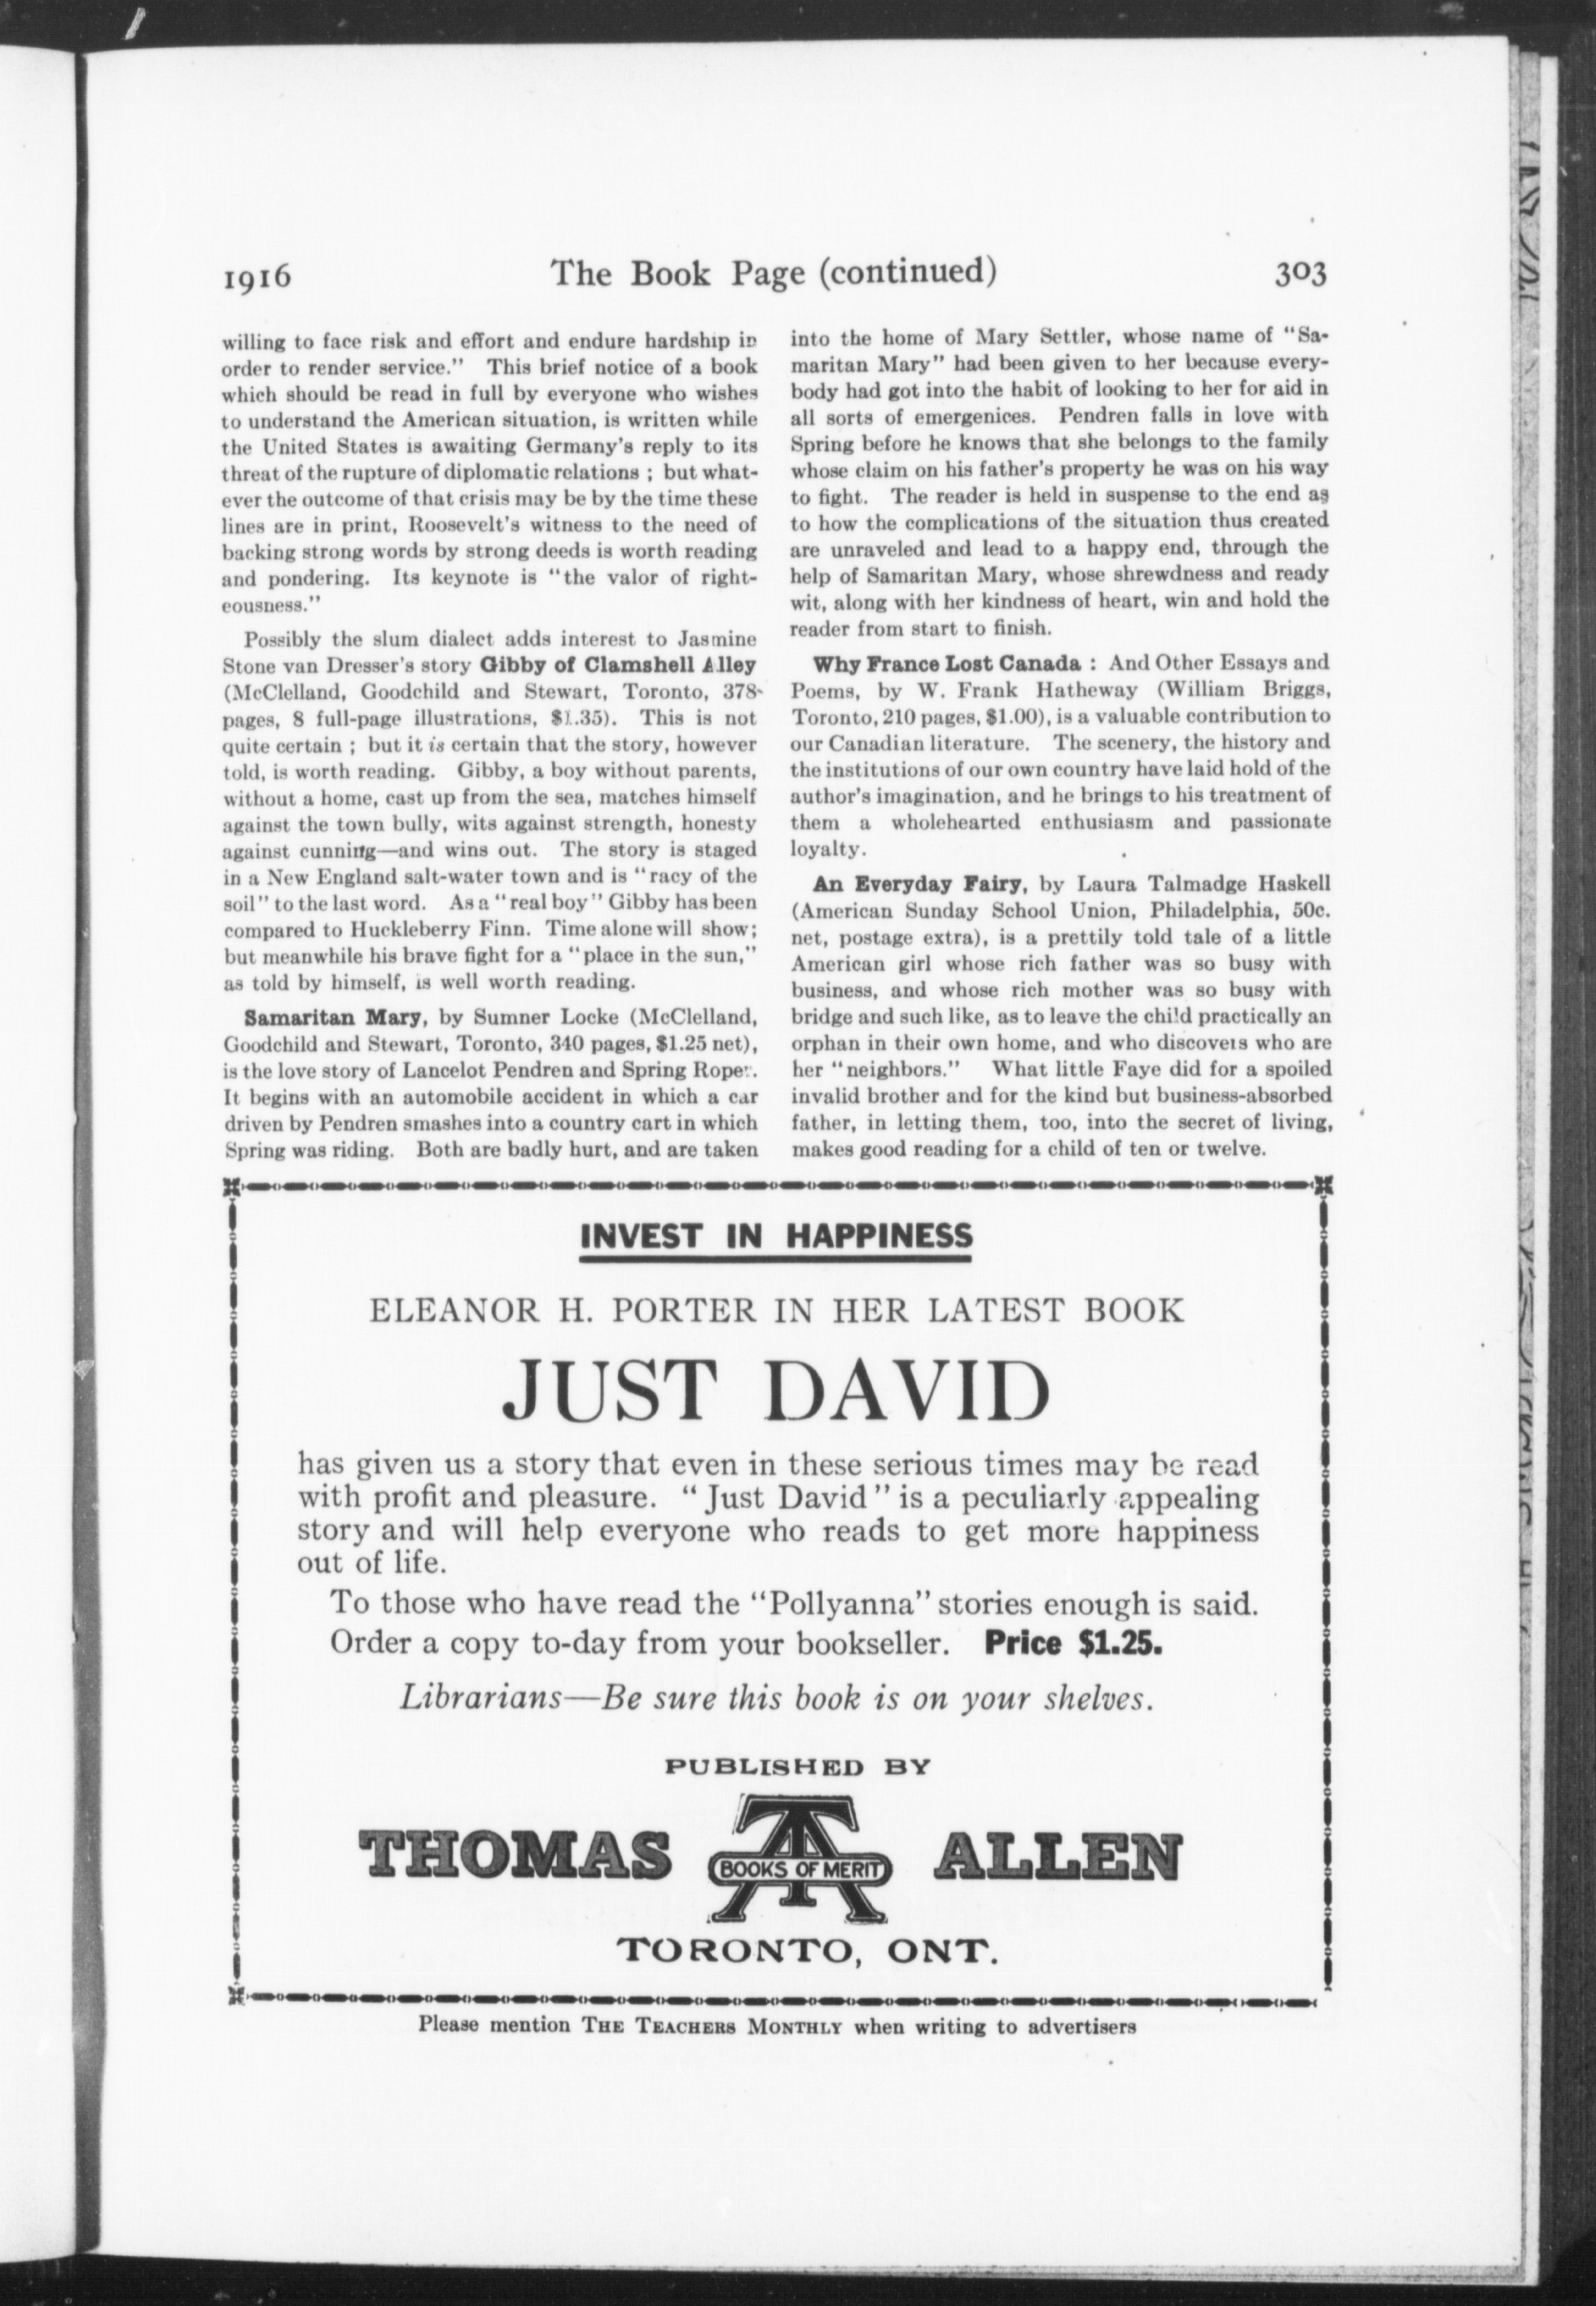 1916 The Book Page (continued) 303
willing to face risk and effort and endure hardship in
order to render service." This brief notice of a book
which should be read in full by everyone who wishes
to understand the American situation, is written while
the United States is awaiting Germany's reply to its
threat of the rupture of diplomatic relations ; but what-
ever the outcome of that crisis may be by the time these
lines are in print, Roosevelt's witness to the need of
backing strong words by strong deeds is worth reading
and pondering. Its keynote is "the valor of right-
eousness."
Possibly the slum dialect adds interest to Jasmine
Stone van Dresser's story Gibby of Clamshell Alley
(McClelland, Goodchild and Stewart, Toronto, 378
pages, 8 full-page illustrations, $1.35). This is not
quite certain ; but it is certain that the story, however
told, is worth reading. Gibby, a boy without parents,
without a home, cast up from the sea, matches himself
against the town bully, wits against strength, honesty
against cunning—and wins out. The story is staged
in a New England salt-water town and is "racy of the
soil" to the last word. As a "real boy" Gibby has been
compared to Huckleberry Finn. Time alone will show;
but meanwhile his brave fight for a "place in the sun,"
as told by himself, is well worth reading.
Samaritan Mary, by Sumner Locke (McClelland,
Goodchild and Stewart, Toronto, 340 pages, $1.25 net),
is the love story of Lancelot Pendren and Spring Roper.
It begins with an automobile accident in which a car
driven by Pendren smashes into a country cart in which
Spring was riding. Both are badly hurt, and are taken
into the home of Mary Settler, whose name of "Sa-
maritan Mary" had been given to her because every-
body had got into the habit of looking to her for aid in
all sorts of emergenices. Pendren falls in love with
Spring before he knows that she belongs to the family
whose claim on his father's property he was on his way
to fight. The reader is held in suspense to the end as
to how the complications of the situation thus created
are unraveled and lead to a happy end, through the
help of Samaritan Mary, whose shrewdness and ready
wit, along with her kindness of heart, win and hold the
reader from start to finish.
Why France Lost Canada : And Other Essays and
Poems, by W. Frank Hatheway (William Briggs,
Toronto, 210 pages, $1.00), is a valuable contribution to
our Canadian literature. The scenery, the history and
the institutions of our own country have laid hold of the
author's imagination, and he brings to his treatment of
them a wholehearted enthusiasm and passionate
loyalty.
An Everyday Fairy, by Laura Talmadge Haskell
(American Sunday School Union, Philadelphia, 50c.
net, postage extra), is a prettily told tale of a little
American girl whose rich father was so busy with
business, and whose rich mother was so busy with
bridge and such like, as to leave the child practically an
orphan in their own home, and who discovers who are
her "neighbors." What little Faye did for a spoiled
invalid brother and for the kind but business-absorbed
father, in letting them, too, into the secret of living,
makes good reading for a child of ten or twelve.
INVEST IN HAPPINESS
ELEANOR H. PORTER IN HER LATEST BOOK
JUST DAVID
has given us a story that even in these serious times may be read
with profit and pleasure. "Just David" is a peculiarly appealing
story and will help everyone who reads to get more happiness
out of life.
To those who have read the "Pollyanna" stories enough is said.
Order a copy to-day from your bookseller. Price $1.25.
Librarians—Be sure this book is on your shelves.
PUBLISHED BY
THOMAS TA ALLEN
BOOKS OF MERIT
TORONTO, ONT.
Please mention THE TEACHERS MONTHLY when writing to advertisers